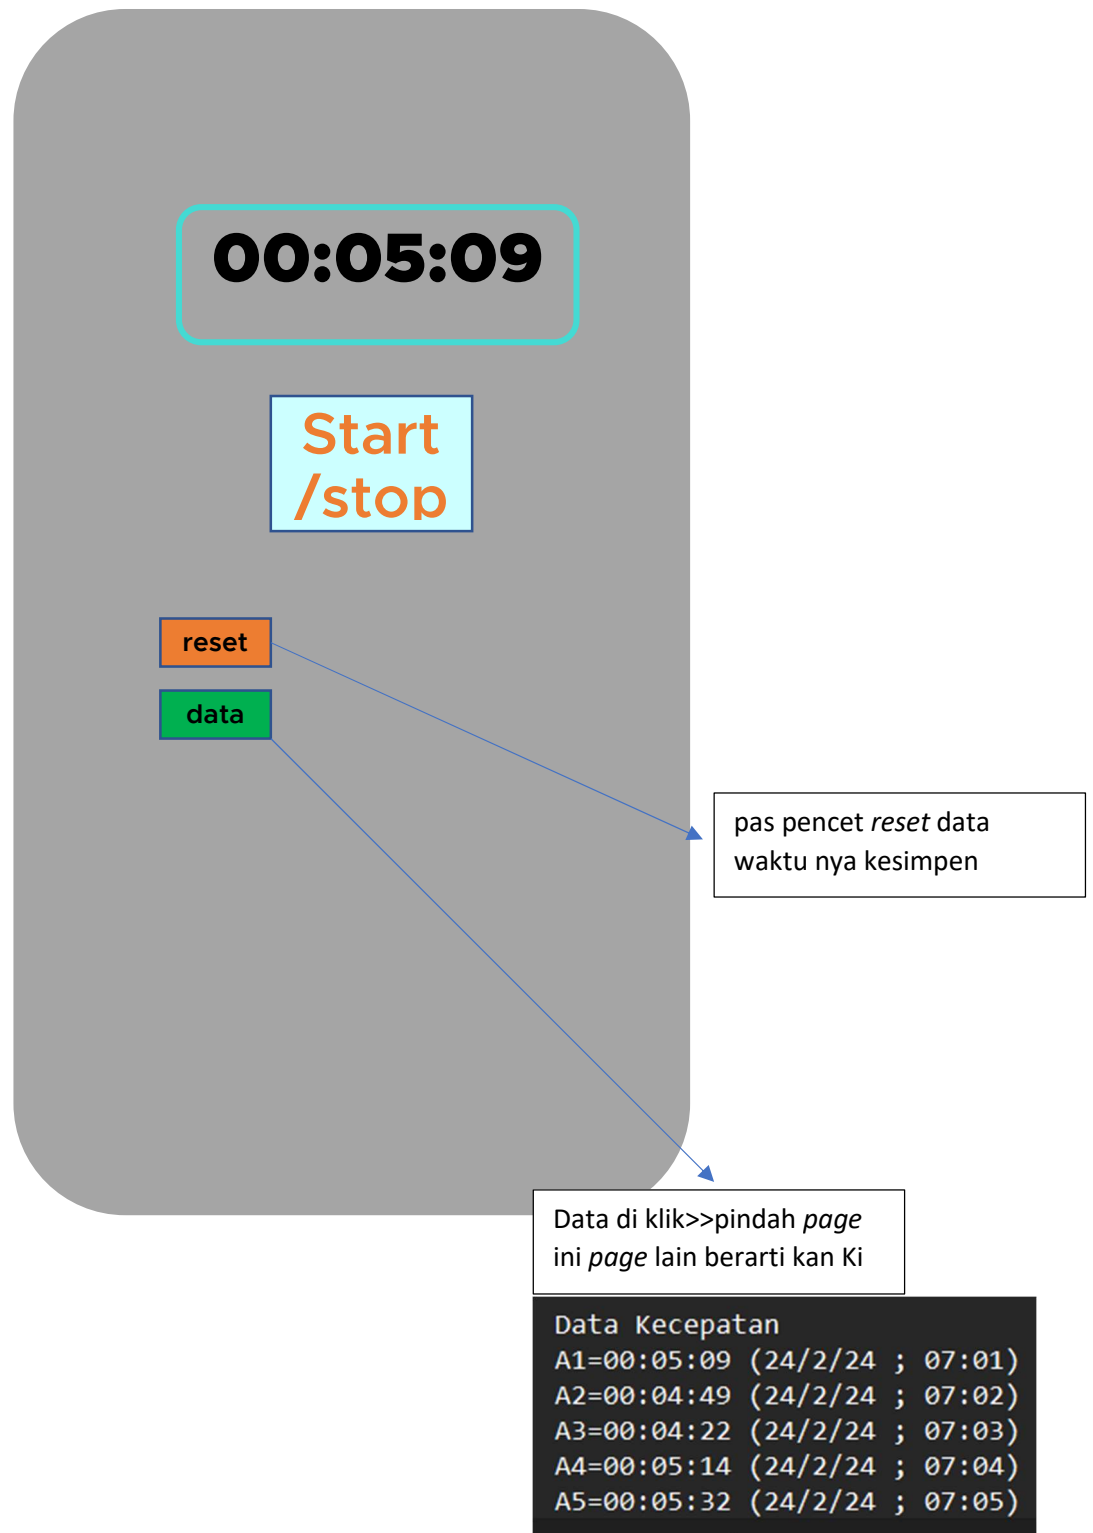 00:05:09
Start
/stop
reset
data
pas pencet reset data
waktu nya kesimpen
Data di klik>>pindah page
ini page lain berarti kan Ki
Data Kecepatan
A1=00:05:09 (24/2/24 ; 07:01)
A2=00:04:49 (24/2/24 ; 07:02)
A3=00:04:22 (24/2/24 ; 07:03)
A4=00:05:14 (24/2/24 ; 07:04)
A5=00:05:32 (24/2/24 ; 07:05)